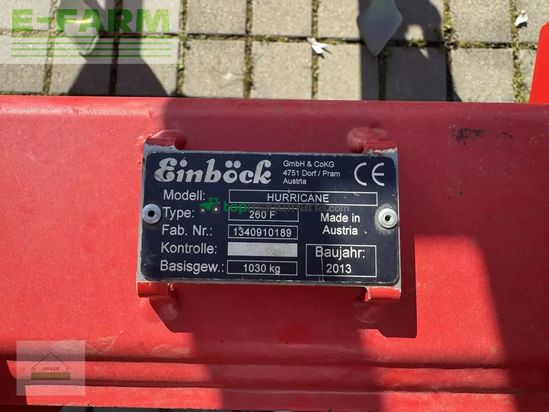 E-FARM
Einböck
GmbH & CoKG
4751 Dorf / Pram
Austria
CE
Modell: HURRICANE
Type: 260 F
Fab. Nr.: 1340910189
Kontrolle:
Basisgew.: 1030 kg
Made in
Austria
Baujahr:
2013